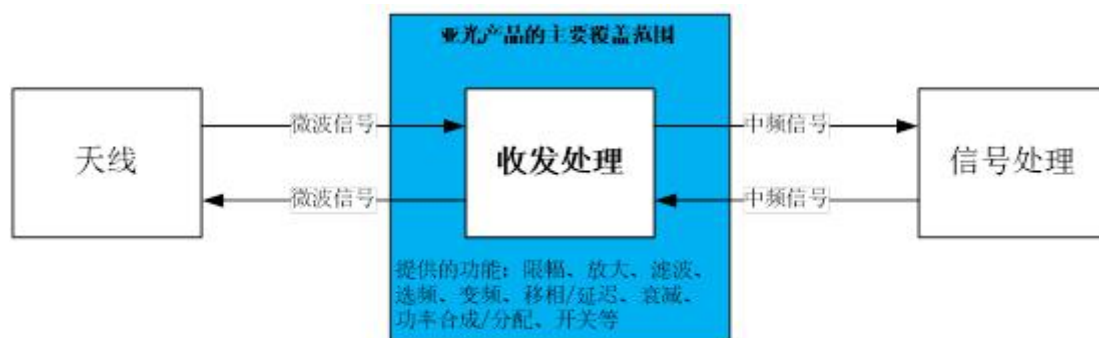 亚光产品的主要覆盖范围
天线
微波信号
微波信号
收发处理
中频信号
中频信号
信号处理
提供的功能：限幅、放大、滤波、
选频、变频、移相/延迟、衰减、
功率合成/分配、开关等